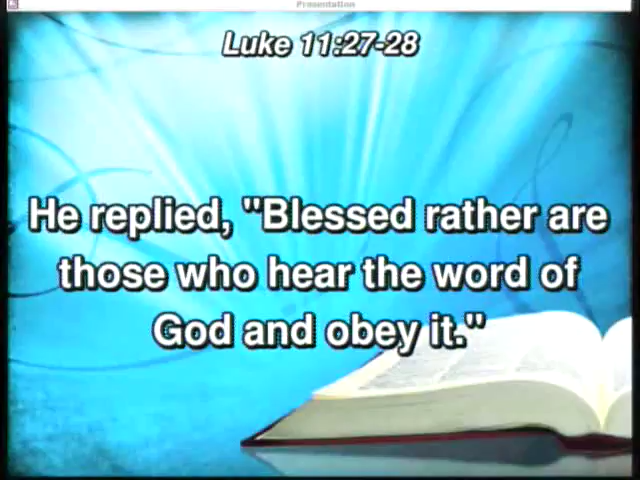 Presentation
Luke 11:27-28
He replied, "Blessed rather are
those who hear the word of
God and obey it."